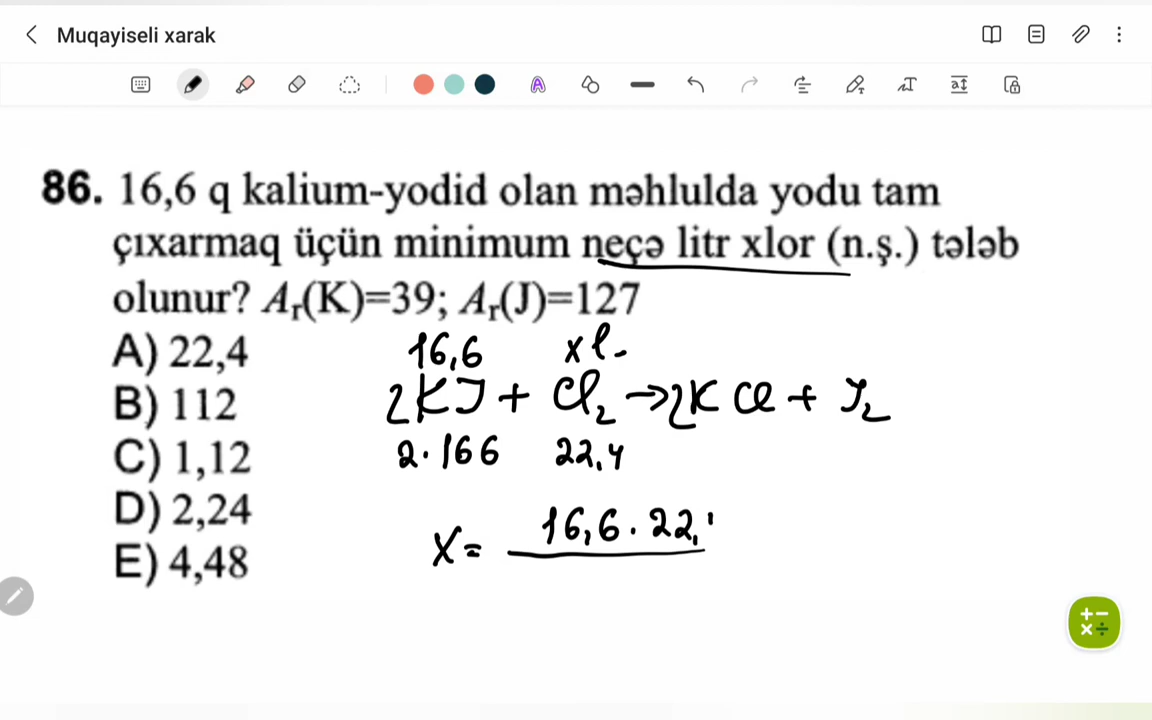 Muqayiseli xarak
86. 16,6 q kalium-yodid olan məhlulda yodu tam
çıxarmaq üçün minimum neçə litr xlor (n.ş.) tələb
olunur? Aᵣ(K)=39; Aᵣ(J)=127
A) 22,4
B) 112
C) 1,12
D) 2,24
E) 4,48
16,6 x l.
2KJ + Cl₂ → 2KCl + J₂
2·166 22,4
x= 16,6·22,